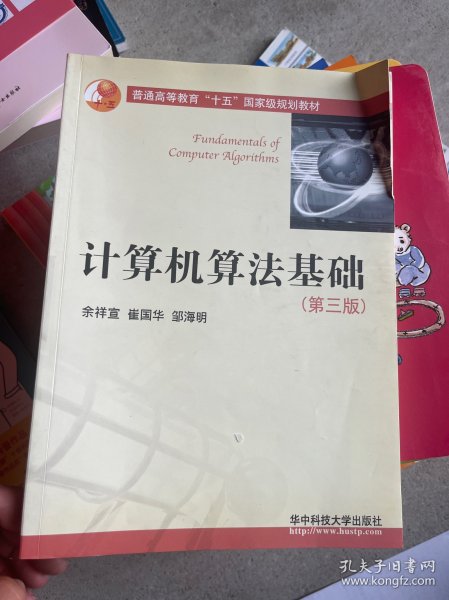 普通高等教育“十五”国家级规划教材
十·五
Fundamentals of
Computer Algorithms
计算机算法基础
(第三版)
余祥宣 崔国华 邹海明
华中科技大学出版社
http://www.hustp.com
孔夫子旧书网
www.kongfz.com